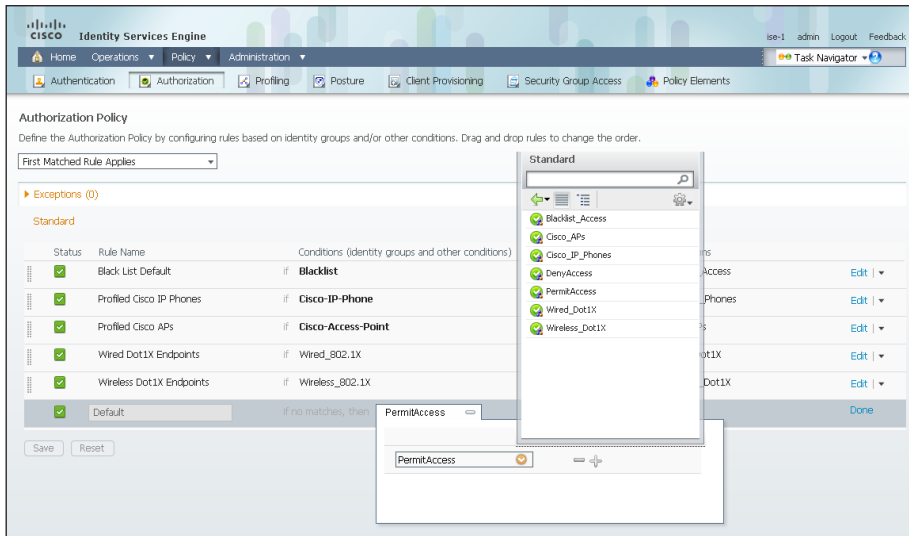 CISCO Identity Services Engine
ise-1 admin Logout Feedback
Home Operations Policy Administration
Task Navigator
Authentication Authorization Profiling Posture Client Provisioning Security Group Access Policy Elements
Authorization Policy
Define the Authorization Policy by configuring rules based on identity groups and/or other conditions. Drag and drop rules to change the order.
First Matched Rule Applies
Exceptions (0)
Standard
Status Rule Name Conditions (identity groups and other conditions) ns
Black List Default if Blacklist Access Edit
Profiled Cisco IP Phones if Cisco-IP-Phone Phones Edit
Profiled Cisco APs if Cisco-Access-Point Edit
Wired Dot1X Endpoints if Wired_802.1X ot1X Edit
Wireless Dot1X Endpoints if Wireless_802.1X Dot1X Edit
Default If no matches, then Done
Save Reset
Standard
Blacklist_Access
Cisco_APs
Cisco_IP_Phones
DenyAccess
PermitAccess
Wired_Dot1X
Wireless_Dot1X
PermitAccess
PermitAccess